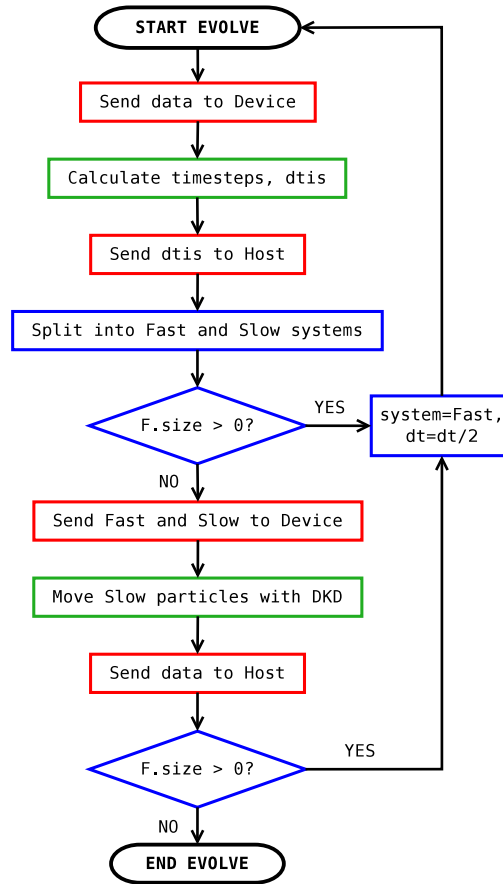 START EVOLVE
Send data to Device
Calculate timesteps, dtis
Send dtis to Host
Split into Fast and Slow systems
F.size > 0?
YES
system=Fast,
dt=dt/2
NO
Send Fast and Slow to Device
Move Slow particles with DKD
Send data to Host
F.size > 0?
YES
NO
END EVOLVE